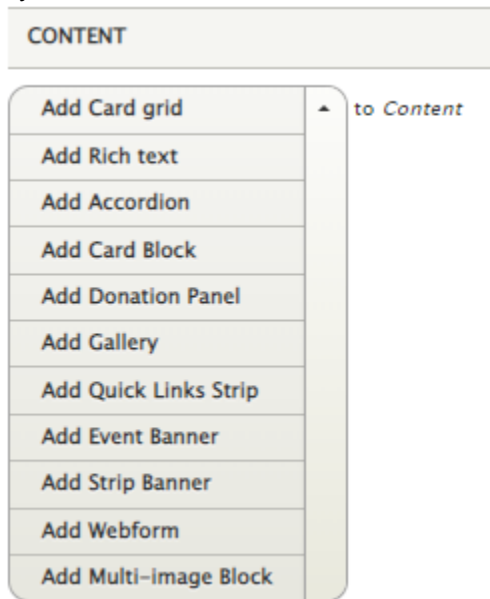 CONTENT
Add Card grid to Content
Add Rich text
Add Accordion
Add Card Block
Add Donation Panel
Add Gallery
Add Quick Links Strip
Add Event Banner
Add Strip Banner
Add Webform
Add Multi-image Block